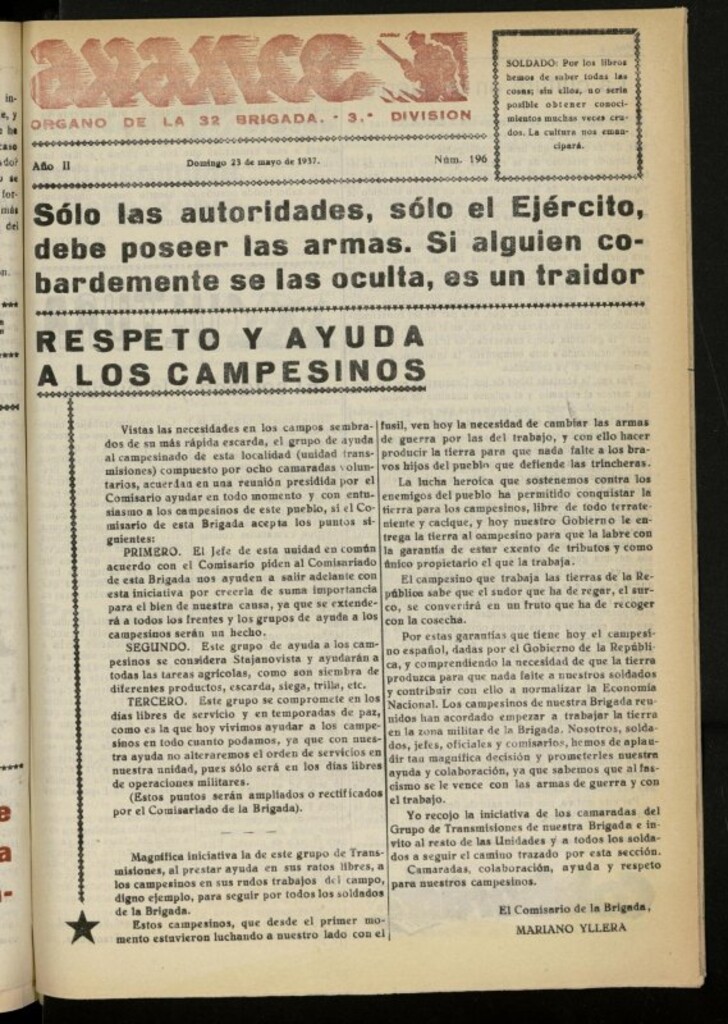 avance
ORGANO DE LA 32 BRIGADA. - 3.ª DIVISION
SOLDADO: Por los libros
hemos de saber todas las
cosas; sin ellos, no sería
posible obtener conoci-
mientos muchas veces cru-
dos. La cultura nos eman-
cipará.
Año II
Domingo 23 de mayo de 1937.
Núm. 196
Sólo las autoridades, sólo el Ejército,
debe poseer las armas. Si alguien co-
bardemente se las oculta, es un traidor
RESPETO Y AYUDA
A LOS CAMPESINOS
Vistas las necesidades en los campos sembra-
dos de su más rápida escarda, el grupo de ayuda
al campesinado de esta localidad (unidad trans-
misiones) compuesto por ocho camaradas volun-
tarios, acuerdan en una reunión presidida por el
Comisario ayudar en todo momento y con entu-
siasmo a los campesinos de este pueblo, si el Co-
misario de esta Brigada acepta los puntos si-
guientes:
PRIMERO. El Jefe de esta unidad en común
acuerdo con el Comisario piden al Comisariado
de esta Brigada nos ayuden a salir adelante con
esta iniciativa por creerla de suma importancia
para el bien de nuestra causa, ya que se extende-
rá a todos los frentes y los grupos de ayuda a los
campesinos serán un hecho.
SEGUNDO. Este grupo de ayuda a los cam-
pesinos se considera Stajanovista y ayudarán a
todas las tareas agrícolas, como son siembra de
diferentes productos, escarda, siega, trilla, etc.
TERCERO. Este grupo se compromete en los
días libres de servicio y en temporadas de paz,
como es la que hoy vivimos ayudar a los campe-
sinos en todo cuanto podamos, ya que con nues-
tra ayuda no alteraremos el orden de servicios en
nuestra unidad, pues sólo será en los días libres
de operaciones militares.
(Estos puntos serán ampliados o rectificados
por el Comisariado de la Brigada).
Magnífica iniciativa la de este grupo de Trans-
misiones, al prestar ayuda en sus ratos libres, a
los campesinos en sus rudos trabajos del campo,
digno ejemplo, para seguir por todos los soldados
de la Brigada.
Estos campesinos, que desde el primer mo-
mento estuvieron luchando a nuestro lado con el
fusil, ven hoy la necesidad de cambiar las armas
de guerra por las del trabajo, y con ello hacer
producir la tierra para que nada falte a los bra-
vos hijos del pueblo que defiende las trincheras.
La lucha heroica que sostenemos contra los
enemigos del pueblo ha permitido conquistar la
tierra para los campesinos, libre de todo terrate-
niente y cacique, y hoy nuestro Gobierno le en-
trega la tierra al campesino para que la labre con
la garantía de estar exento de tributos y como
único propietario el que la trabaja.
El campesino que trabaja las tierras de la Re-
pública sabe que el sudor que ha de regar, el sur-
co, se convertirá en un fruto que ha de recoger
con la cosecha.
Por estas garantías que tiene hoy el campesi-
no español, dadas por el Gobierno de la Repúbli-
ca, y comprendiendo la necesidad de que la tierra
produzca para que nada falte a nuestros soldados
y contribuir con ello a normalizar la Economía
Nacional. Los campesinos de nuestra Brigada reu-
nidos han acordado empezar a trabajar la tierra
en la zona militar de la Brigada. Nosotros, solda-
dos, jefes, oficiales y comisarios, hemos de aplau-
dir tan magnífica decisión y prometerles nuestra
ayuda y colaboración, ya que sabemos que al fas-
cismo se le vence con las armas de guerra y con
el trabajo.
Yo recojo la iniciativa de los camaradas del
Grupo de Transmisiones de nuestra Brigada e in-
vito al resto de las Unidades y a todos los solda-
dos a seguir el camino trazado por esta sección.
Camaradas, colaboración, ayuda y respeto
para nuestros campesinos.
El Comisario de la Brigada,
MARIANO YLLERA